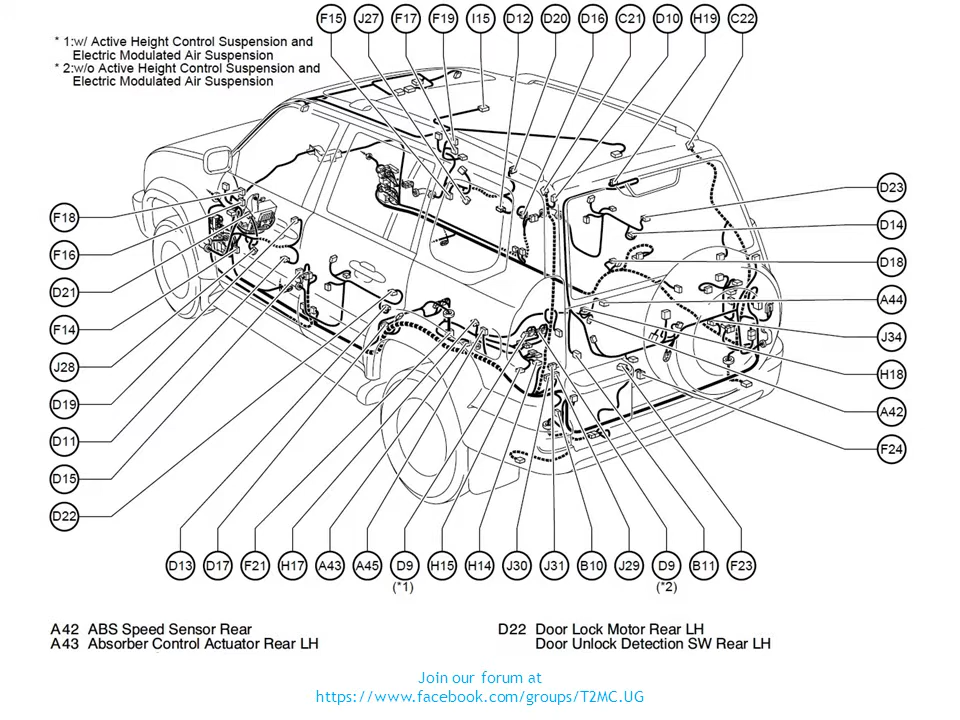 F15 J27 F17 F19 I15 D12 D20 D16 C21 D10 H19 C22
* 1:w/ Active Height Control Suspension and
Electric Modulated Air Suspension
* 2:w/o Active Height Control Suspension and
Electric Modulated Air Suspension
F18
F16
D21
F14
J28
D19
D11
D15
D22
D23
D14
D18
A44
J34
H18
A42
F24
D13 D17 F21 H17 A43 A45 D9 H15 H14 J30 J31 B10 J29 D9 B11 F23
(*1) (*2)
A42 ABS Speed Sensor Rear
A43 Absorber Control Actuator Rear LH
D22 Door Lock Motor Rear LH
Door Unlock Detection SW Rear LH
Join our forum at
https://www.facebook.com/groups/T2MC.UG